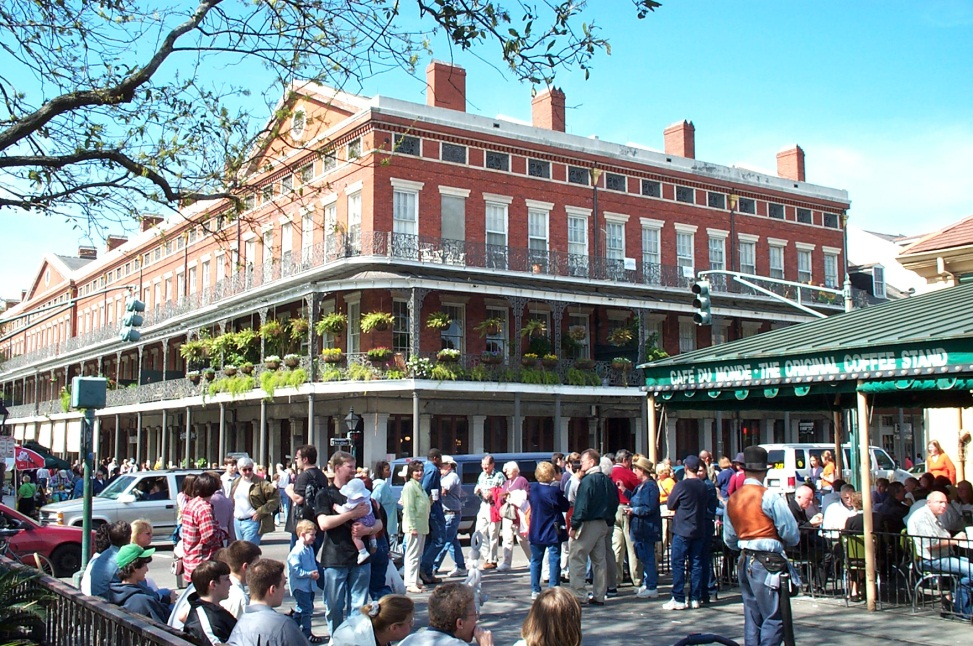 CAFÉ DU MONDE • THE ORIGINAL COFFEE STAND